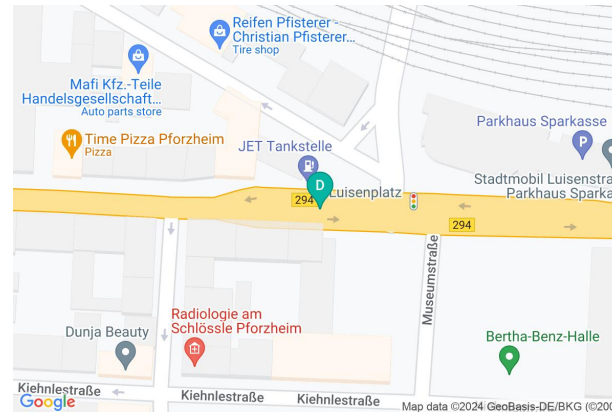 Reifen Pfisterer -
Christian Pfisterer...
Tire shop
Mafi Kfz.-Teile
Handelsgesellschaft...
Auto parts store
Time Pizza Pforzheim
Pizza
JET Tankstelle
Parkhaus Sparkasse
P
Stadtmobil Luisenstra
Parkhaus Sparka
D
Luisenplatz
294
294
Museumstraße
Radiologie am
Schlössle Pforzheim
Dunja Beauty
Bertha-Benz-Halle
Kiehnlestraße
Kiehnlestraße
Kiehnlestraße
Google
Map data ©2024 GeoBasis-DE/BKG (©200